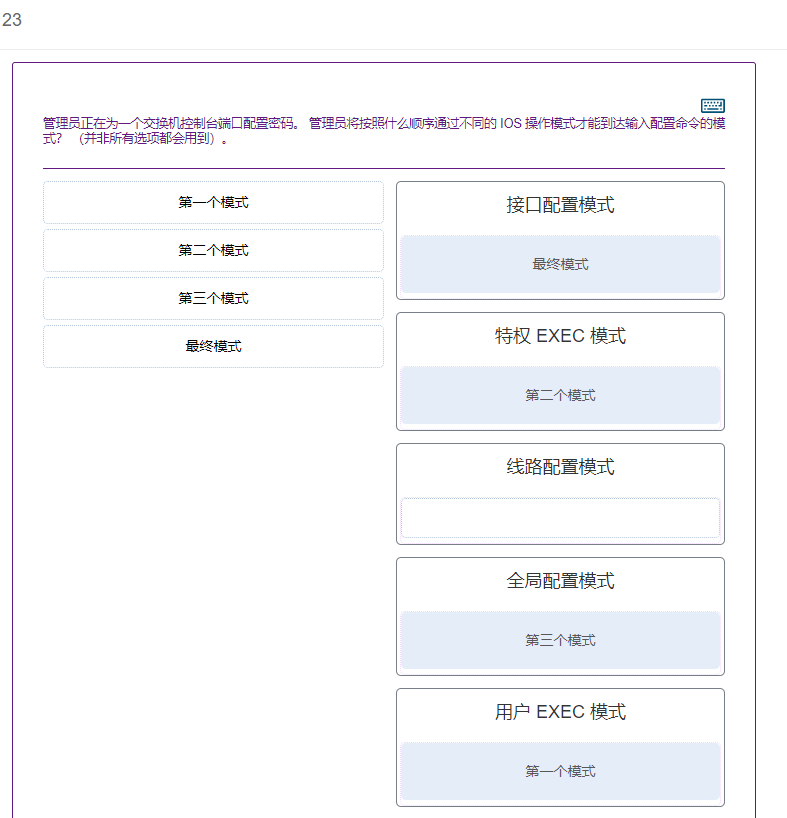 23
管理员正在为一个交换机控制台端口配置密码。 管理员将按照什么顺序通过不同的 IOS 操作模式才能到达输入配置命令的模
式? （并非所有选项都会用到）。
第一个模式
第二个模式
第三个模式
最终模式
接口配置模式
最终模式
特权 EXEC 模式
第二个模式
线路配置模式
全局配置模式
第三个模式
用户 EXEC 模式
第一个模式